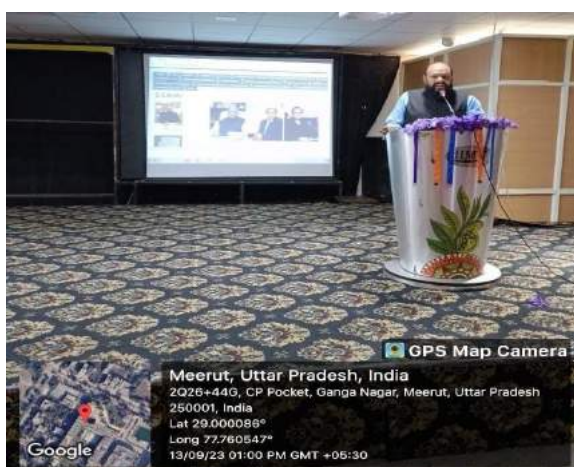 GPS Map Camera
Meerut, Uttar Pradesh, India
2Q26+44G, CP Pocket, Ganga Nagar, Meerut, Uttar Pradesh
250001, India
Lat 29.000086°
Long 77.760547°
13/09/23 01:00 PM GMT +05:30
Google